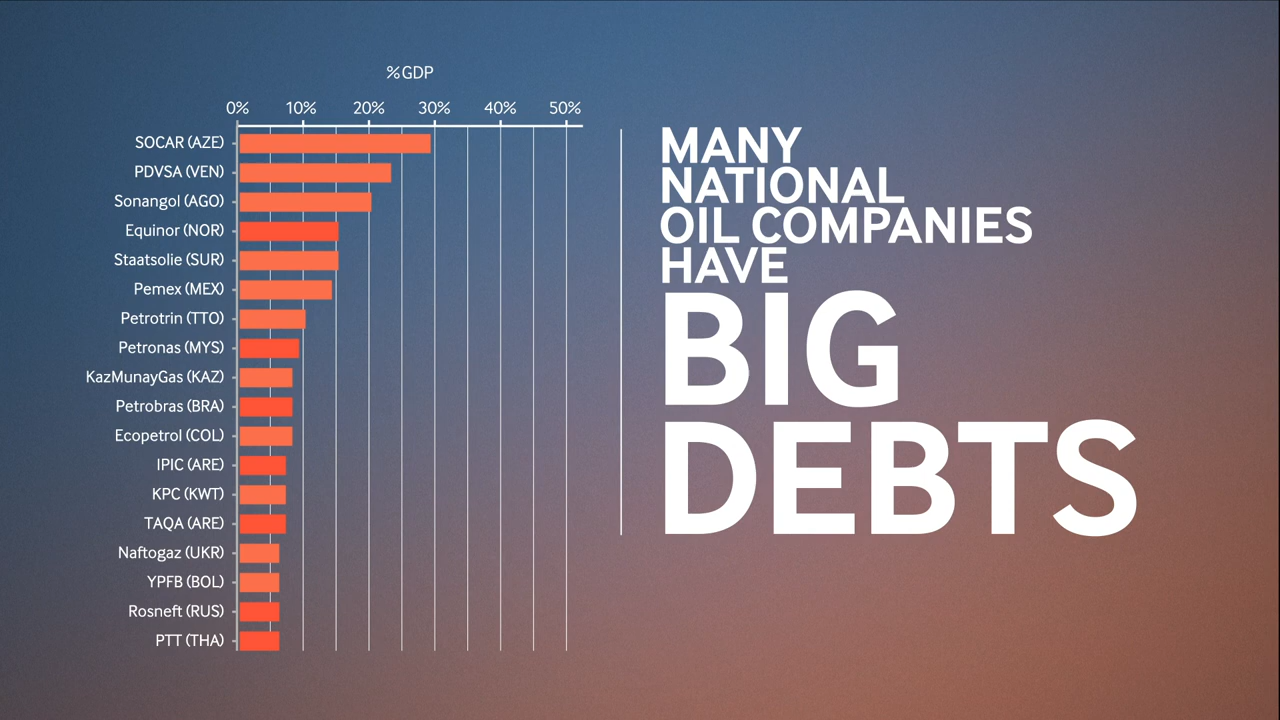 %GDP
0% 10% 20% 30% 40% 50%
SOCAR (AZE)
PDVSA (VEN)
Sonangol (AGO)
Equinor (NOR)
Staatsolie (SUR)
Pemex (MEX)
Petrotrin (TTO)
Petronas (MYS)
KazMunayGas (KAZ)
Petrobras (BRA)
Ecopetrol (COL)
IPIC (ARE)
KPC (KWT)
TAQA (ARE)
Naftogaz (UKR)
YPFB (BOL)
Rosneft (RUS)
PTT (THA)
MANY
NATIONAL
OIL COMPANIES
HAVE
BIG
DEBTS